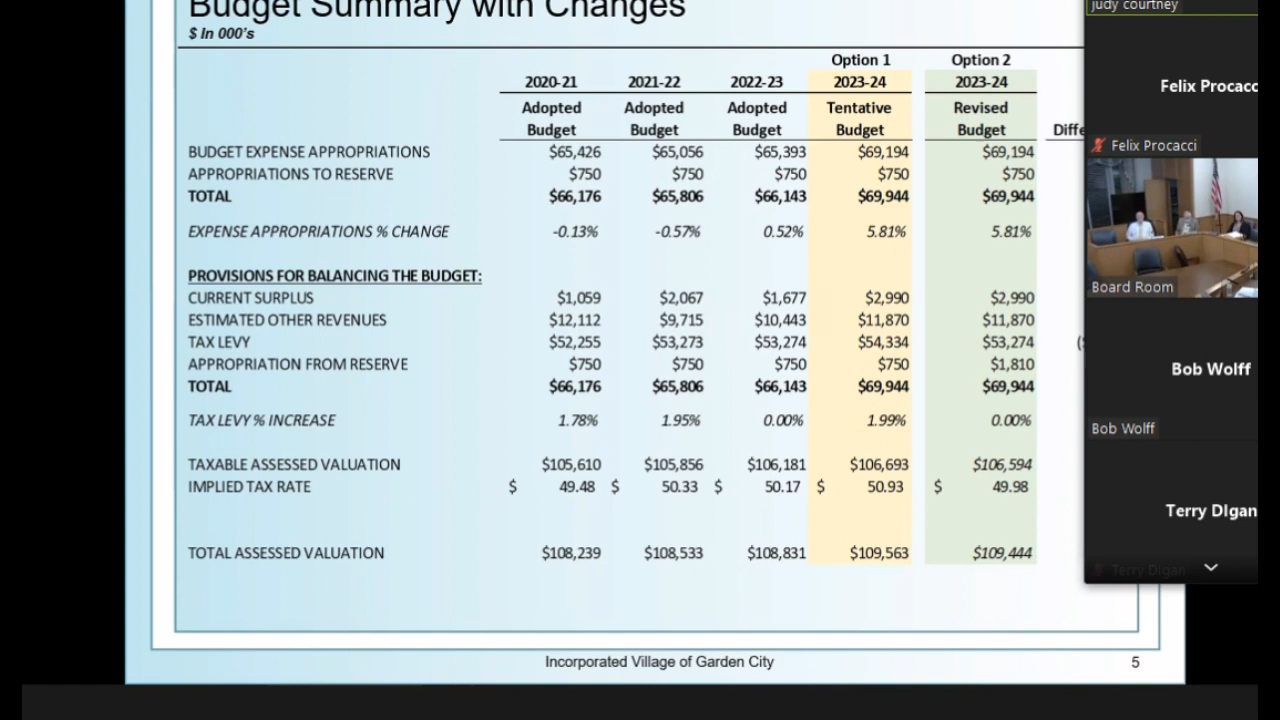 Budget Summary with Changes
$ In 000's
Option 1 Option 2
2020-21 2021-22 2022-23 2023-24 2023-24
Adopted Adopted Adopted Tentative Revised
Budget Budget Budget Budget Budget Diffe
BUDGET EXPENSE APPROPRIATIONS $65,426 $65,056 $65,393 $69,194 $69,194
APPROPRIATIONS TO RESERVE $750 $750 $750 $750 $750
TOTAL $66,176 $65,806 $66,143 $69,944 $69,944
EXPENSE APPROPRIATIONS % CHANGE -0.13% -0.57% 0.52% 5.81% 5.81%
PROVISIONS FOR BALANCING THE BUDGET:
CURRENT SURPLUS $1,059 $2,067 $1,677 $2,990 $2,990
ESTIMATED OTHER REVENUES $12,112 $9,715 $10,443 $11,870 $11,870
TAX LEVY $52,255 $53,273 $53,274 $54,334 $53,274 ($
APPROPRIATION FROM RESERVE $750 $750 $750 $750 $1,810
TOTAL $66,176 $65,806 $66,143 $69,944 $69,944
TAX LEVY % INCREASE 1.78% 1.95% 0.00% 1.99% 0.00%
TAXABLE ASSESSED VALUATION $105,610 $105,856 $106,181 $106,693 $106,594
IMPLIED TAX RATE $ 49.48 $ 50.33 $ 50.17 $ 50.93 $ 49.98
TOTAL ASSESSED VALUATION $108,239 $108,533 $108,831 $109,563 $109,444
Incorporated Village of Garden City 5
judy courtney
Felix Procacc
Felix Procacci
Board Room
Bob Wolff
Bob Wolff
Terry DIgan
Terry DIgan